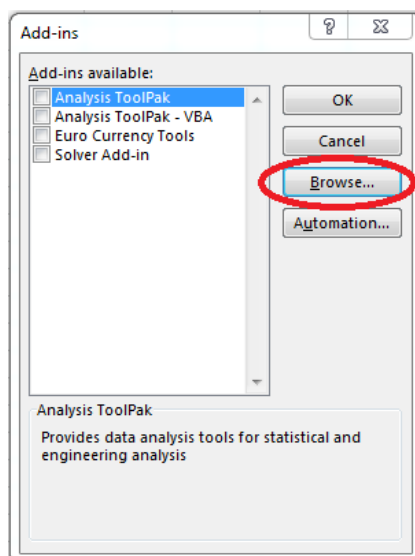 Add-ins
Add-ins available:
Analysis ToolPak
Analysis ToolPak - VBA
Euro Currency Tools
Solver Add-in
OK
Cancel
Browse...
Automation...
Analysis ToolPak
Provides data analysis tools for statistical and
engineering analysis